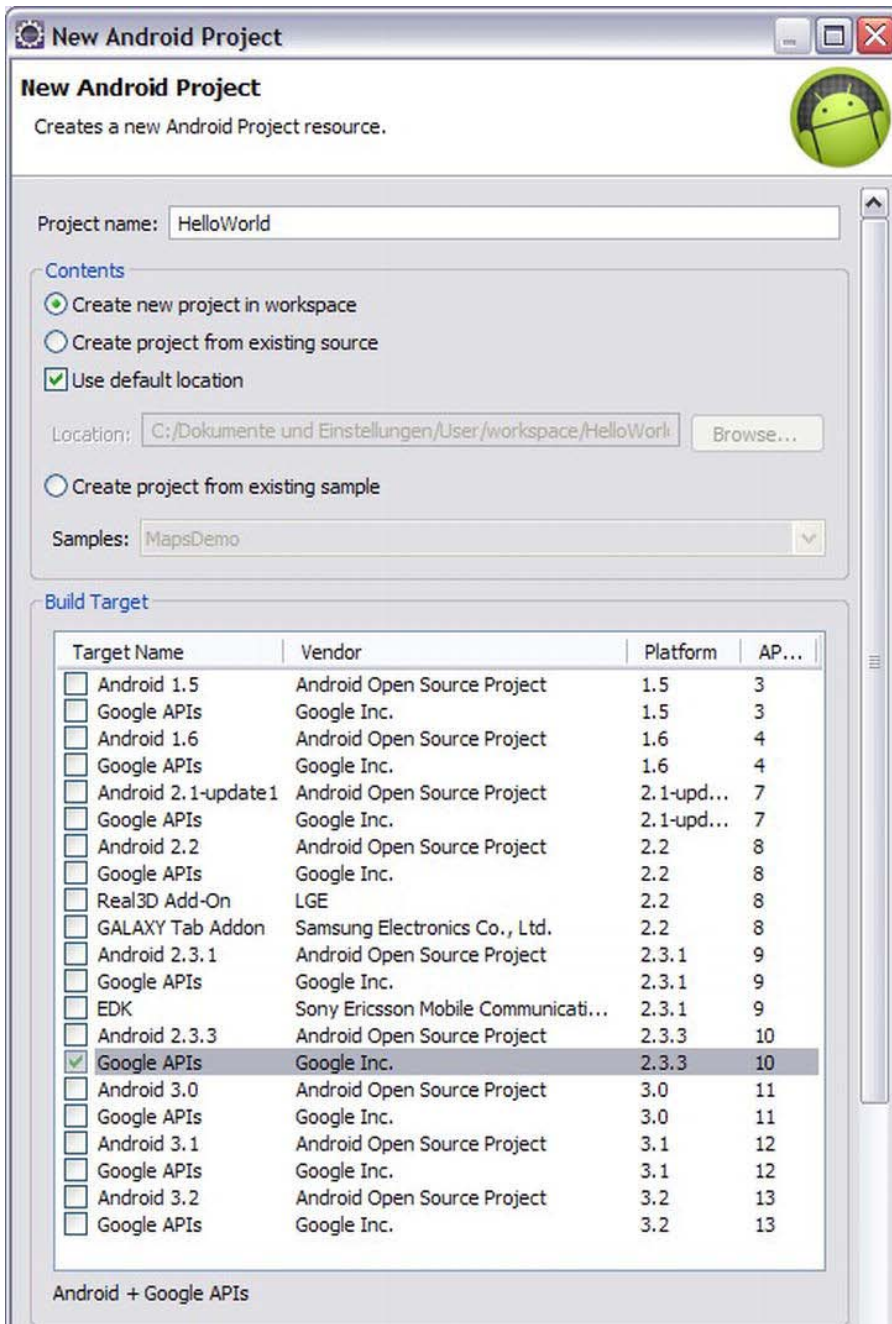 New Android Project
New Android Project
Creates a new Android Project resource.
Project name: HelloWorld
Contents
Create new project in workspace
Create project from existing source
Use default location
Location: C:/Dokumente und Einstellungen/User/workspace/HelloWorl Browse...
Create project from existing sample
Samples: MapsDemo
Build Target
Target Name Vendor Platform AP...
Android 1.5 Android Open Source Project 1.5 3
Google APIs Google Inc. 1.5 3
Android 1.6 Android Open Source Project 1.6 4
Google APIs Google Inc. 1.6 4
Android 2.1-update1 Android Open Source Project 2.1-upd... 7
Google APIs Google Inc. 2.1-upd... 7
Android 2.2 Android Open Source Project 2.2 8
Google APIs Google Inc. 2.2 8
Real3D Add-On LGE 2.2 8
GALAXY Tab Addon Samsung Electronics Co., Ltd. 2.2 8
Android 2.3.1 Android Open Source Project 2.3.1 9
Google APIs Google Inc. 2.3.1 9
EDK Sony Ericsson Mobile Communicati... 2.3.1 9
Android 2.3.3 Android Open Source Project 2.3.3 10
Google APIs Google Inc. 2.3.3 10
Android 3.0 Android Open Source Project 3.0 11
Google APIs Google Inc. 3.0 11
Android 3.1 Android Open Source Project 3.1 12
Google APIs Google Inc. 3.1 12
Android 3.2 Android Open Source Project 3.2 13
Google APIs Google Inc. 3.2 13
Android + Google APIs